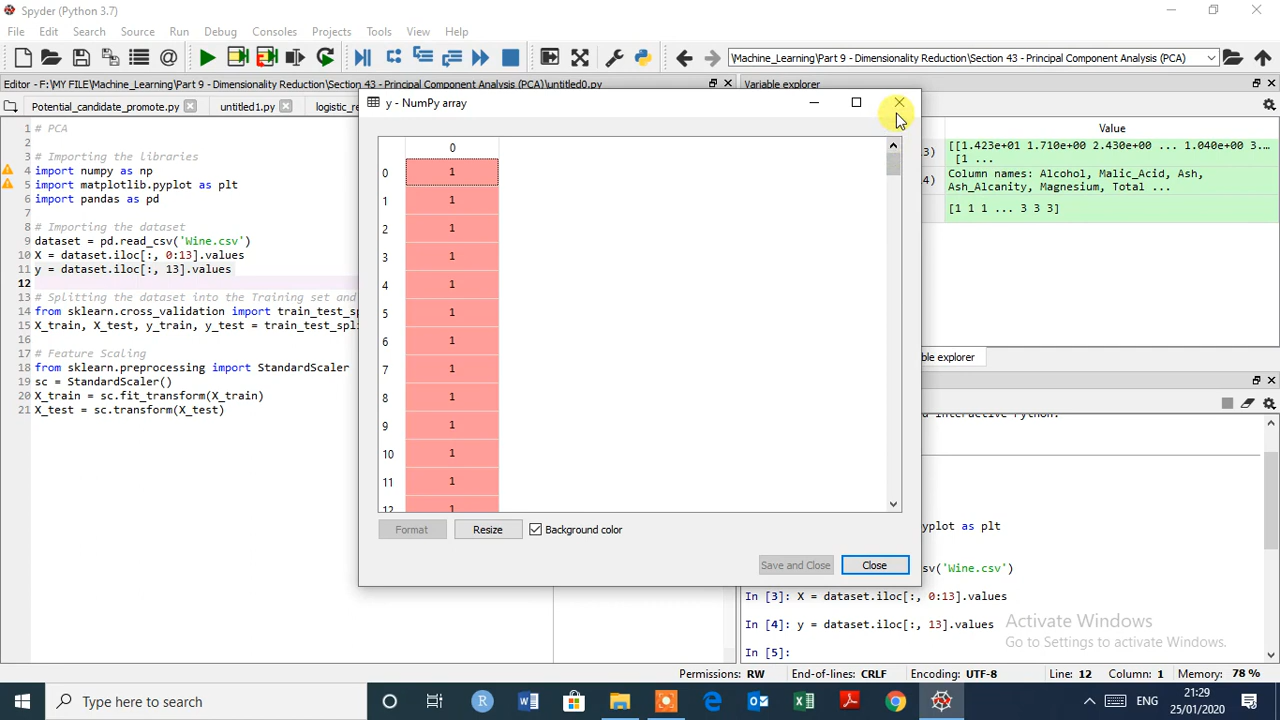 Spyder (Python 3.7)
File Edit Search Source Run Debug Consoles Projects Tools View Help
\Machine_Learning\Part 9 - Dimensionality Reduction\Section 43 - Principal Component Analysis (PCA)
Editor - F:\MY FILE\Machine_Learning\Part 9 - Dimensionality Reduction\Section 43 - Principal Component Analysis (PCA)\untitled0.py
Variable explorer
Potential_candidate_promote.py untitled1.py logistic_re
1 # PCA
2
3 # Importing the libraries
4 import numpy as np
5 import matplotlib.pyplot as plt
6 import pandas as pd
7
8 # Importing the dataset
9 dataset = pd.read_csv('Wine.csv')
10 X = dataset.iloc[:, 0:13].values
11 y = dataset.iloc[:, 13].values
12
13 # Splitting the dataset into the Training set and
14 from sklearn.cross_validation import train_test_s
15 X_train, X_test, y_train, y_test = train_test_spl
16
17 # Feature Scaling
18 from sklearn.preprocessing import StandardScaler
19 sc = StandardScaler()
20 X_train = sc.fit_transform(X_train)
21 X_test = sc.transform(X_test)
y - NumPy array
0
0 1
1 1
2 1
3 1
4 1
5 1
6 1
7 1
8 1
9 1
10 1
11 1
12 1
Format Resize Background color
Save and Close Close
Value
3) [[1.423e+01 1.710e+00 2.430e+00 ... 1.040e+00 3....
[1 ...
4) Column names: Alcohol, Malic_Acid, Ash,
Ash_Alcanity, Magnesium, Total ...
[1 1 1 ... 3 3 3]
ble explorer
d interactive Python.
yplot as plt
sv('Wine.csv')
In [3]: X = dataset.iloc[:, 0:13].values
In [4]: y = dataset.iloc[:, 13].values
In [5]:
Activate Windows
Go to Settings to activate Windows.
Permissions: RW End-of-lines: CRLF Encoding: UTF-8 Line: 12 Column: 1 Memory: 78 %
Type here to search
ENG
21:29
25/01/2020